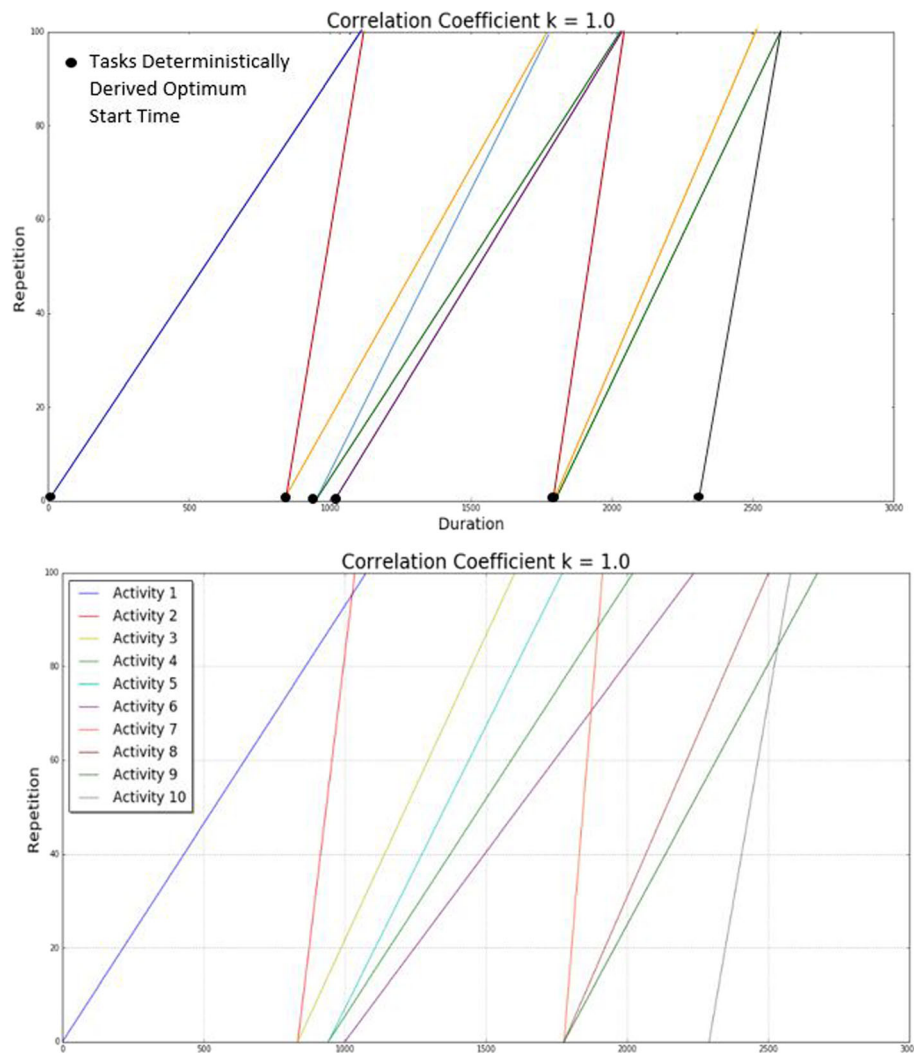 Correlation Coefficient k = 1.0
100
80
60
40
20
0
Repetition
Tasks Deterministically
Derived Optimum
Start Time
500
1000
1500
2000
2500
3000
Duration
Correlation Coefficient k = 1.0
100
80
60
40
20
0
Repetition
Activity 1
Activity 2
Activity 3
Activity 4
Activity 5
Activity 6
Activity 7
Activity 8
Activity 9
Activity 10
0
500
1000
1500
2000
2500
300